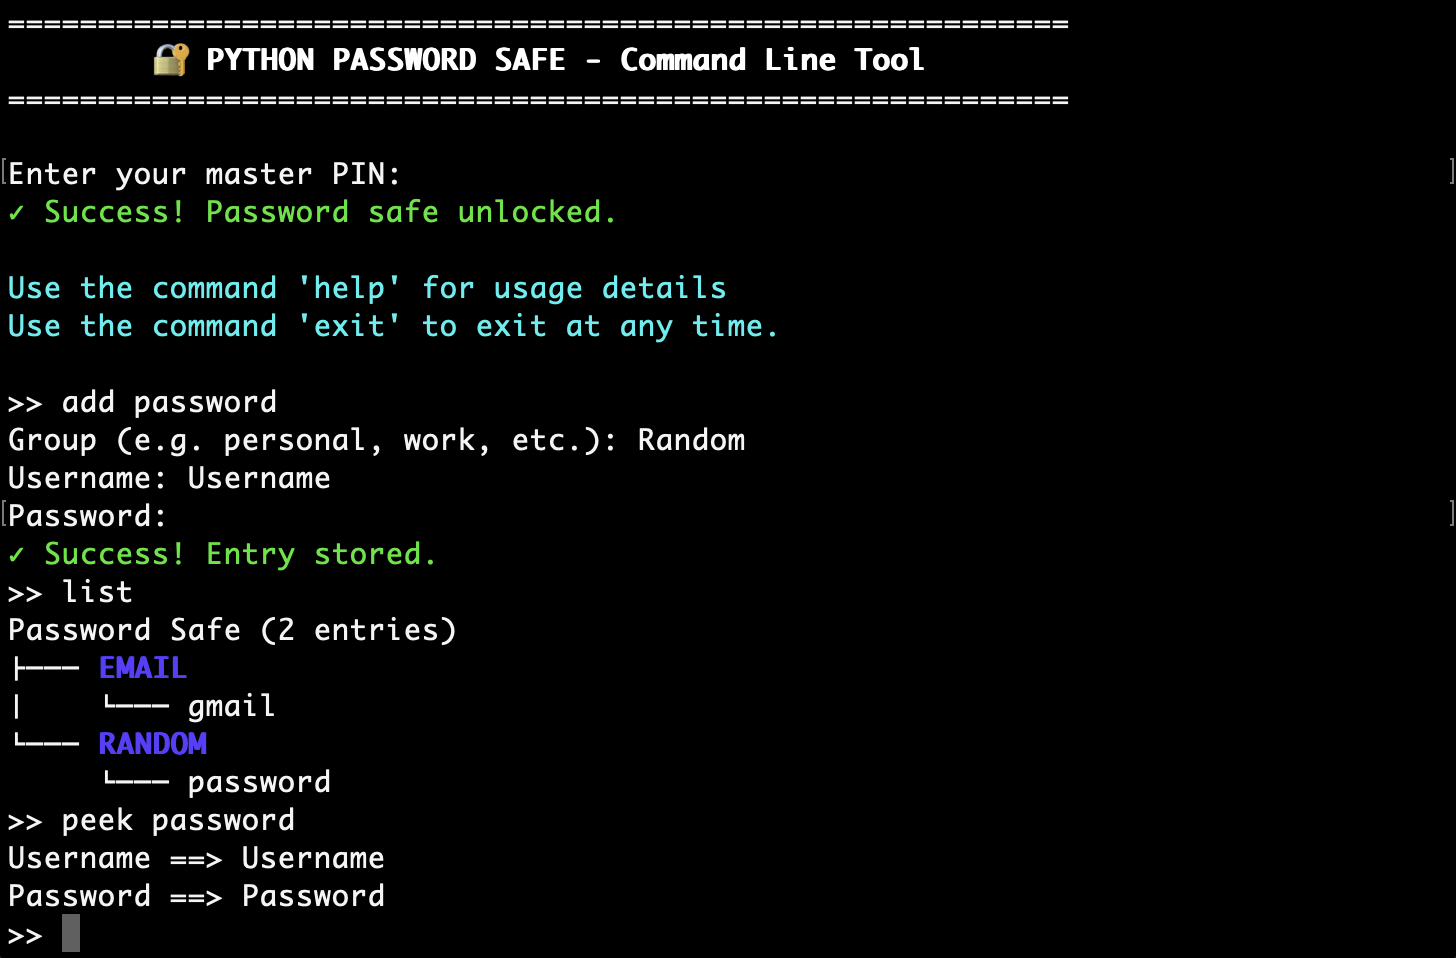 ===========================================================
🔐 PYTHON PASSWORD SAFE - Command Line Tool
===========================================================
Enter your master PIN:
✓ Success! Password safe unlocked.
Use the command 'help' for usage details
Use the command 'exit' to exit at any time.
>> add password
Group (e.g. personal, work, etc.): Random
Username: Username
Password:
✓ Success! Entry stored.
>> list
Password Safe (2 entries)
├─── EMAIL
|    └─── gmail
└─── RANDOM
     └─── password
>> peek password
Username ==> Username
Password ==> Password
>>